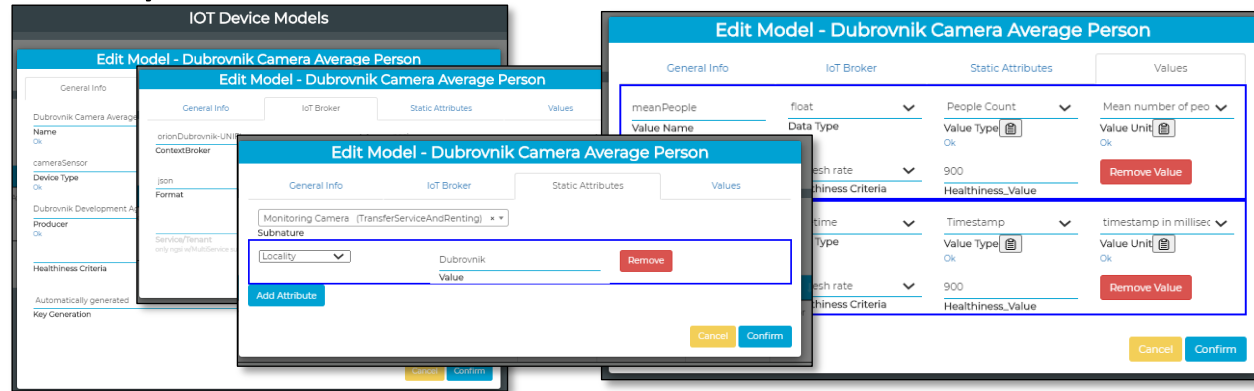 IOT Device Models
Edit Model - Dubrovnik Camera Average Person
General Info
Dubrovnik Camera Average
Name
Ok
cameraSensor
Device Type
Ok
Dubrovnik Development
Producer
Ok
Healthiness Criteria
Automatically generated
Key Generation
Cancel Confirm
Edit Model - Dubrovnik Camera Average Person
General Info IoT Broker Static Attributes Values
orionDubrovnik-UNIFI
ContextBroker
json
Format
Service/Tenant
only ngsi w/MultiService
Edit Model - Dubrovnik Camera Average Person
General Info IoT Broker Static Attributes Values
Monitoring Camera (TransferServiceAndRenting) ×
Subnature
Locality Dubrovnik Remove
Value
Add Attribute
Cancel Confirm
Edit Model - Dubrovnik Camera Average Person
General Info IoT Broker Static Attributes Values
meanPeople float People Count Mean number of peo
Value Name Data Type Value Type Value Unit
Ok Ok
esh rate 900 Remove Value
thiness Criteria Healthiness_Value
time Timestamp timestamp in millisec
Type Value Type Value Unit
Ok Ok
esh rate 900 Remove Value
thiness Criteria Healthiness_Value
Cancel Confirm